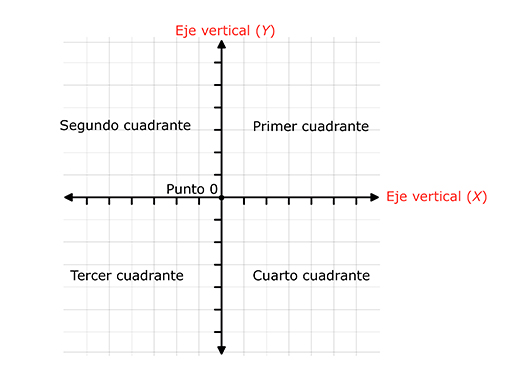 Eje vertical (Y)
Segundo cuadrante
Primer cuadrante
Punto 0
Eje vertical (X)
Tercer cuadrante
Cuarto cuadrante